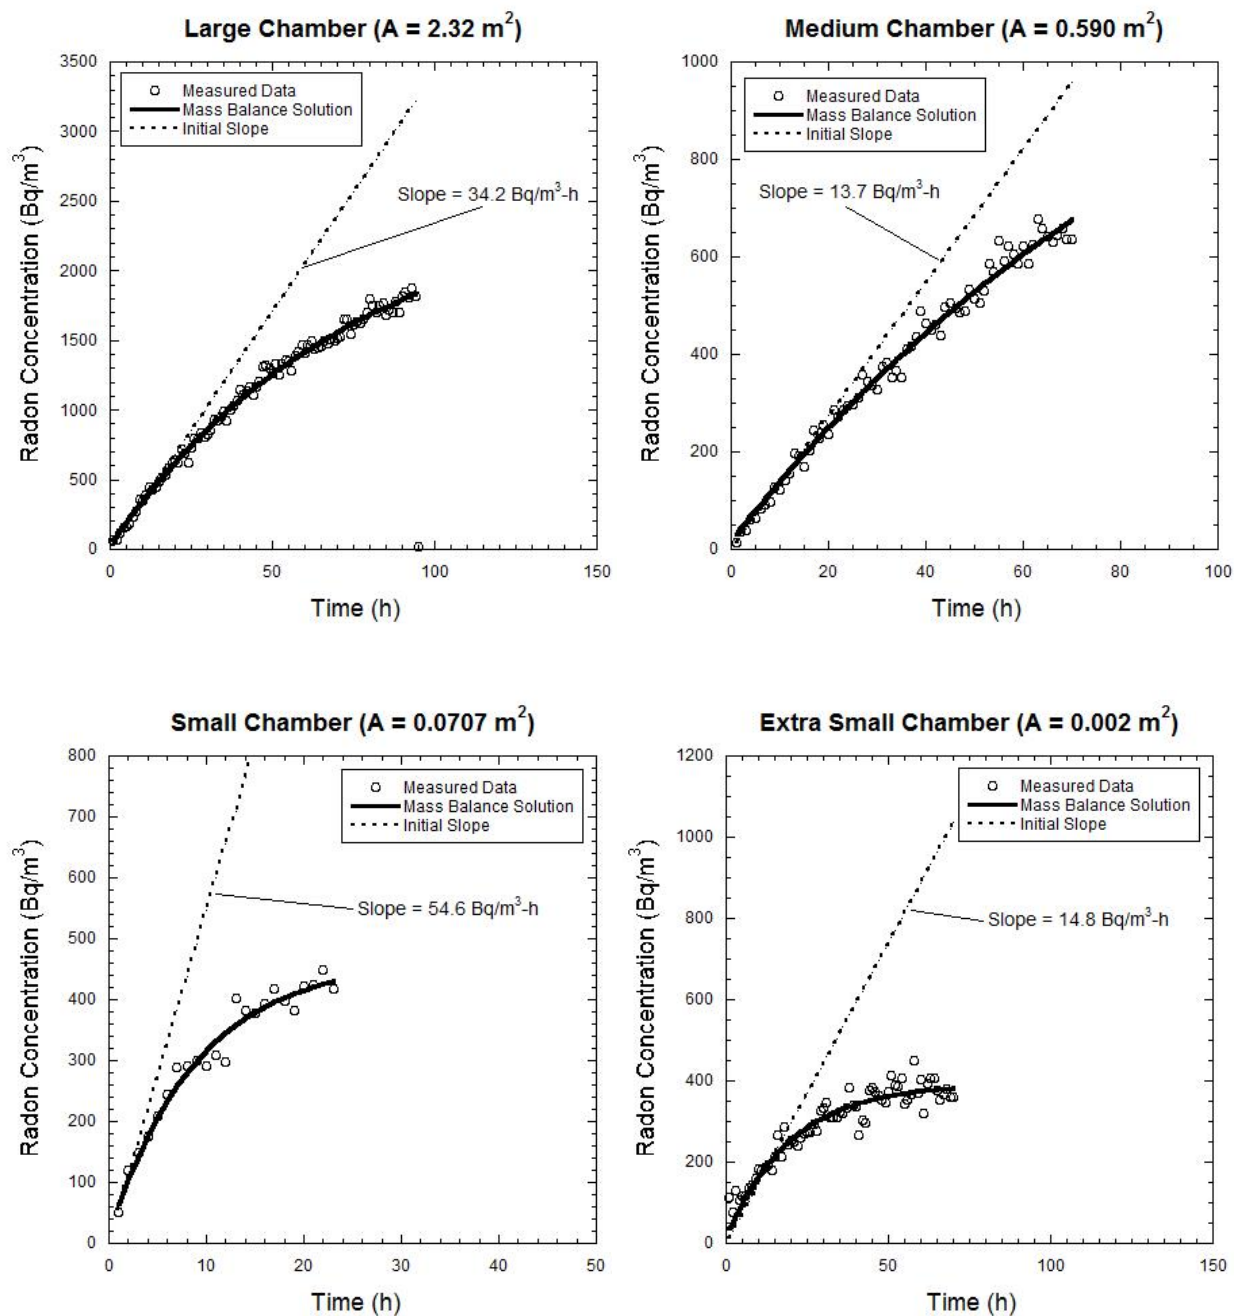 Large Chamber (A = 2.32 m²)
3500
3000
2500
2000
1500
1000
500
0
Radon Concentration (Bq/m³)
Measured Data
Mass Balance Solution
Initial Slope
Slope = 34.2 Bq/m³-h
0 50 100 150
Time (h)
Medium Chamber (A = 0.590 m²)
1000
800
600
400
200
0
Radon Concentration (Bq/m³)
Measured Data
Mass Balance Solution
Initial Slope
Slope = 13.7 Bq/m³-h
0 20 40 60 80 100
Time (h)
Small Chamber (A = 0.0707 m²)
800
700
600
500
400
300
200
100
0
Radon Concentration (Bq/m³)
Measured Data
Mass Balance Solution
Initial Slope
Slope = 54.6 Bq/m³-h
0 10 20 30 40 50
Time (h)
Extra Small Chamber (A = 0.002 m²)
1200
1000
800
600
400
200
0
Radon Concentration (Bq/m³)
Measured Data
Mass Balance Solution
Initial Slope
Slope = 14.8 Bq/m³-h
0 50 100 150
Time (h)